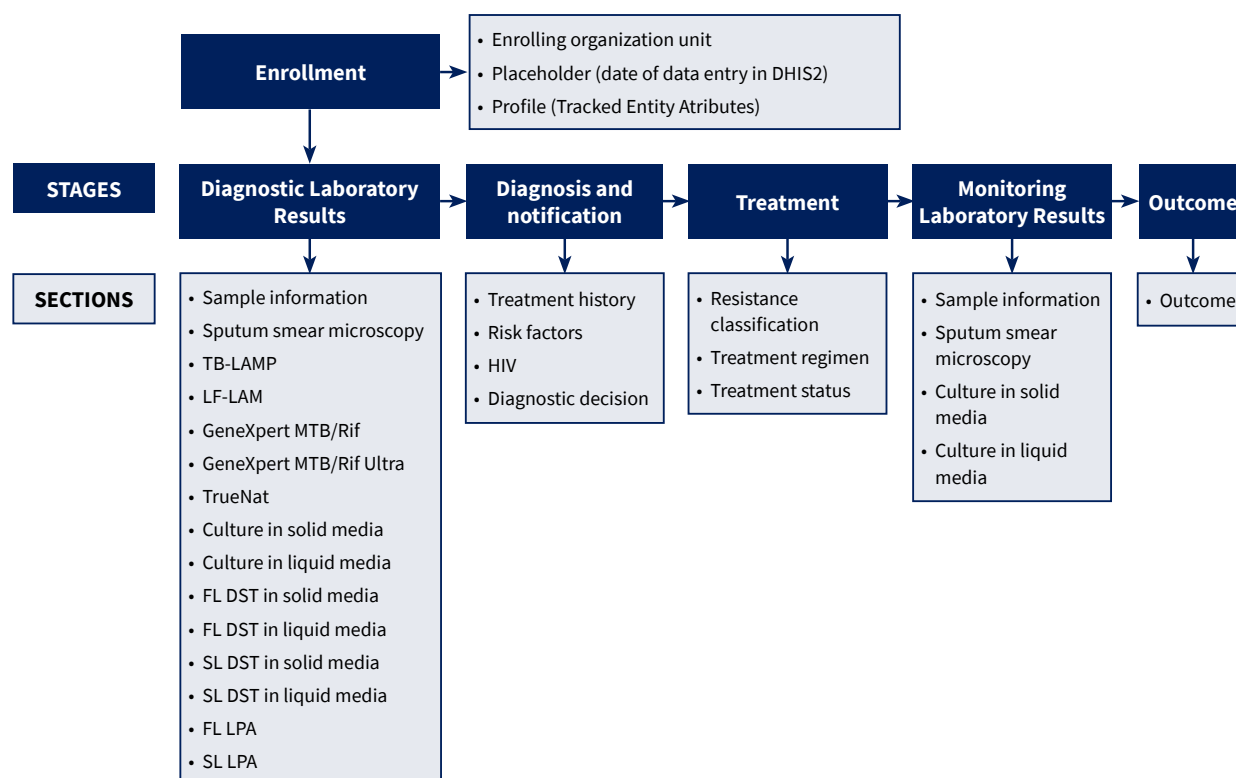 Enrollment
• Enrolling organization unit
• Placeholder (date of data entry in DHIS2)
• Profile (Tracked Entity Atributes)
STAGES
Diagnostic Laboratory
Results
Diagnosis and
notification
Treatment
Monitoring
Laboratory Results
Outcome
SECTIONS
• Sample information
• Sputum smear microscopy
• TB-LAMP
• LF-LAM
• GeneXpert MTB/Rif
• GeneXpert MTB/Rif Ultra
• TrueNat
• Culture in solid media
• Culture in liquid media
• FL DST in solid media
• FL DST in liquid media
• SL DST in solid media
• SL DST in liquid media
• FL LPA
• SL LPA
• Treatment history
• Risk factors
• HIV
• Diagnostic decision
• Resistance
classification
• Treatment regimen
• Treatment status
• Sample information
• Sputum smear
microscopy
• Culture in solid
media
• Culture in liquid
media
• Outcome